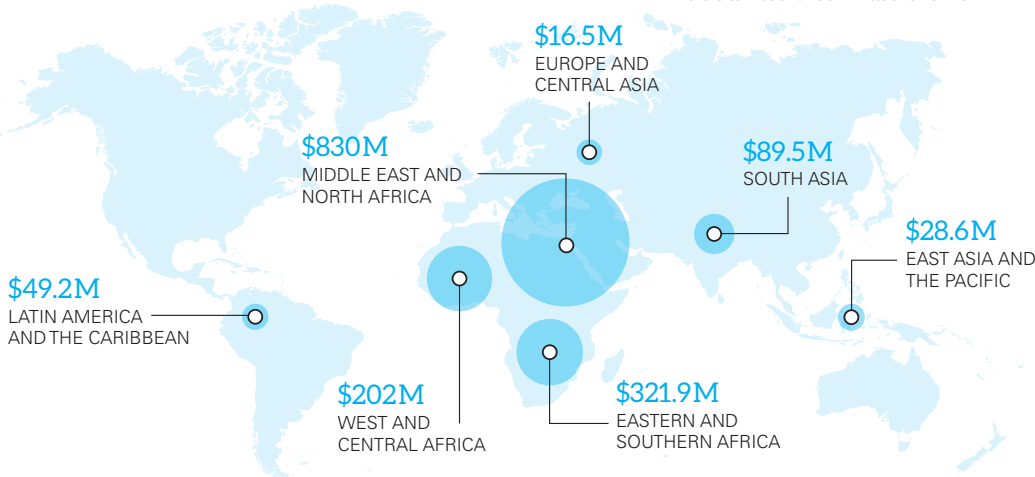 $16.5M
EUROPE AND
CENTRAL ASIA
$830M
MIDDLE EAST AND
NORTH AFRICA
$89.5M
SOUTH ASIA
$28.6M
EAST ASIA AND
THE PACIFIC
$49.2M
LATIN AMERICA
AND THE CARIBBEAN
$202M
WEST AND
CENTRAL AFRICA
$321.9M
EASTERN AND
SOUTHERN AFRICA